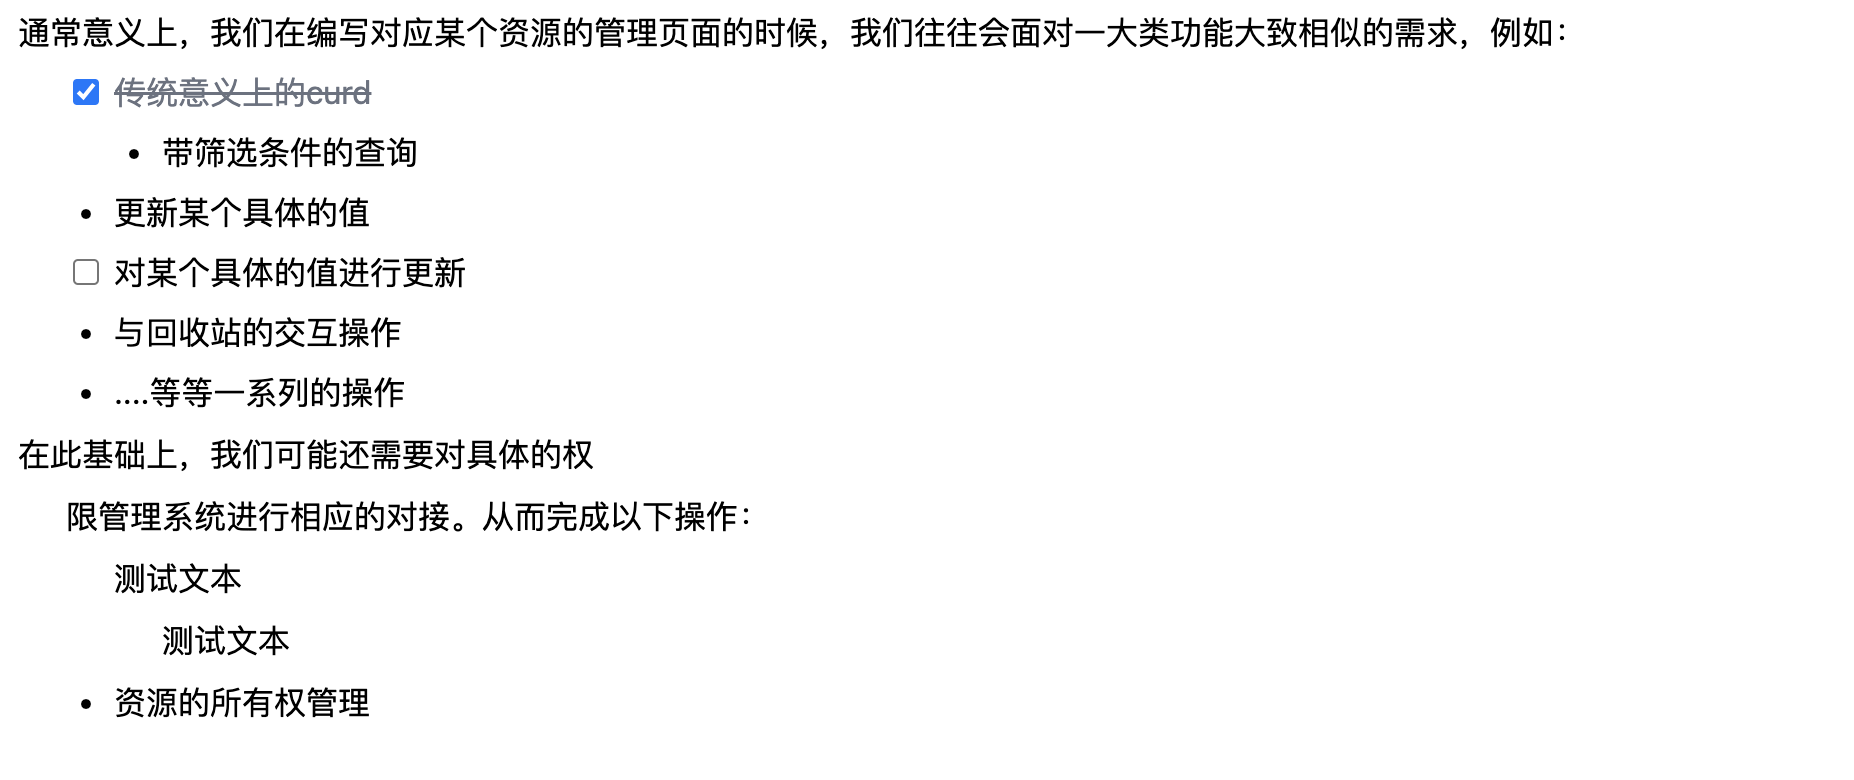 通常意义上，我们在编写对应某个资源的管理页面的时候，我们往往会面对一大类功能大致相似的需求，例如：
传统意义上的curd
带筛选条件的查询
更新某个具体的值
对某个具体的值进行更新
与回收站的交互操作
....等等一系列的操作
在此基础上，我们可能还需要对具体的权
限管理系统进行相应的对接。从而完成以下操作：
测试文本
测试文本
资源的所有权管理